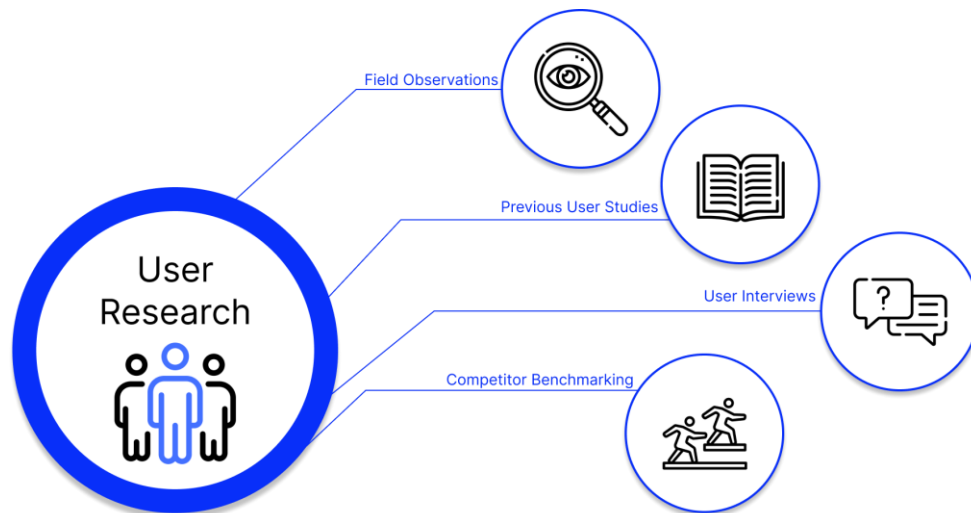 Field Observations
Previous User Studies
User
Research
User Interviews
?
Competitor Benchmarking